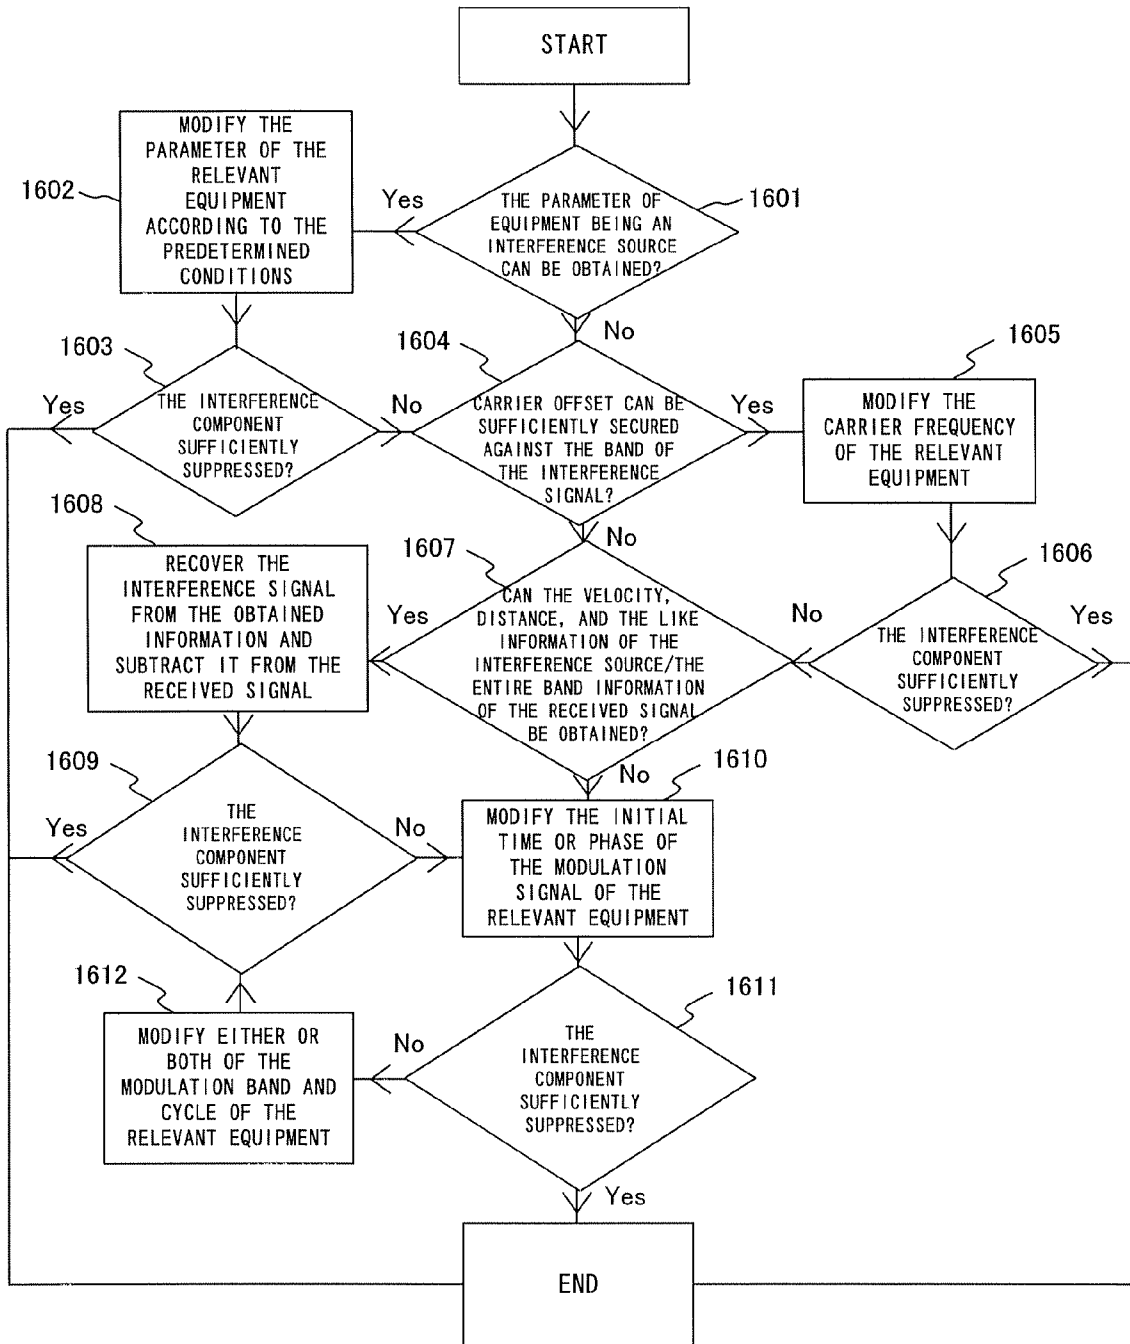 START
MODIFY THE
PARAMETER OF THE
RELEVANT
EQUIPMENT
ACCORDING TO THE
PREDETERMINED
CONDITIONS
1602
Yes
THE PARAMETER OF
EQUIPMENT BEING AN
INTERFERENCE SOURCE
CAN BE OBTAINED?
1601
No
1603
Yes
THE INTERFERENCE
COMPONENT
SUFFICIENTLY
SUPPRESSED?
No
1604
CARRIER OFFSET CAN BE
SUFFICIENTLY SECURED
AGAINST THE BAND OF
THE INTERFERENCE
SIGNAL?
Yes
1605
MODIFY THE
CARRIER FREQUENCY
OF THE RELEVANT
EQUIPMENT
No
1608
RECOVER THE
INTERFERENCE SIGNAL
FROM THE OBTAINED
INFORMATION AND
SUBTRACT IT FROM THE
RECEIVED SIGNAL
1607
Yes
CAN THE VELOCITY,
DISTANCE, AND THE LIKE
INFORMATION OF THE
INTERFERENCE SOURCE/THE
ENTIRE BAND INFORMATION
OF THE RECEIVED SIGNAL
BE OBTAINED?
No
1606
THE INTERFERENCE
COMPONENT
SUFFICIENTLY
SUPPRESSED?
Yes
No
1609
Yes
THE
INTERFERENCE
COMPONENT
SUFFICIENTLY
SUPPRESSED?
No
1610
MODIFY THE INITIAL
TIME OR PHASE OF
THE MODULATION
SIGNAL OF THE
RELEVANT EQUIPMENT
1612
MODIFY EITHER OR
BOTH OF THE
MODULATION BAND AND
CYCLE OF THE
RELEVANT EQUIPMENT
No
1611
THE
INTERFERENCE
COMPONENT
SUFFICIENTLY
SUPPRESSED?
Yes
END